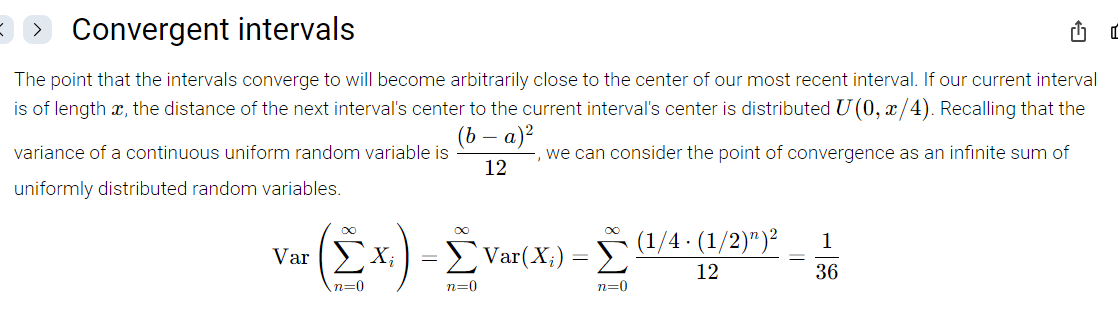 Convergent intervals
The point that the intervals converge to will become arbitrarily close to the center of our most recent interval. If our current interval
is of length x, the distance of the next interval's center to the current interval's center is distributed U(0, x/4). Recalling that the
variance of a continuous uniform random variable is (b − a)²/12, we can consider the point of convergence as an infinite sum of
uniformly distributed random variables.
Var(∑_{n=0}^{∞} X_i) = ∑_{n=0}^{∞} Var(X_i) = ∑_{n=0}^{∞} (1/4 · (1/2)ⁿ)²/12 = 1/36